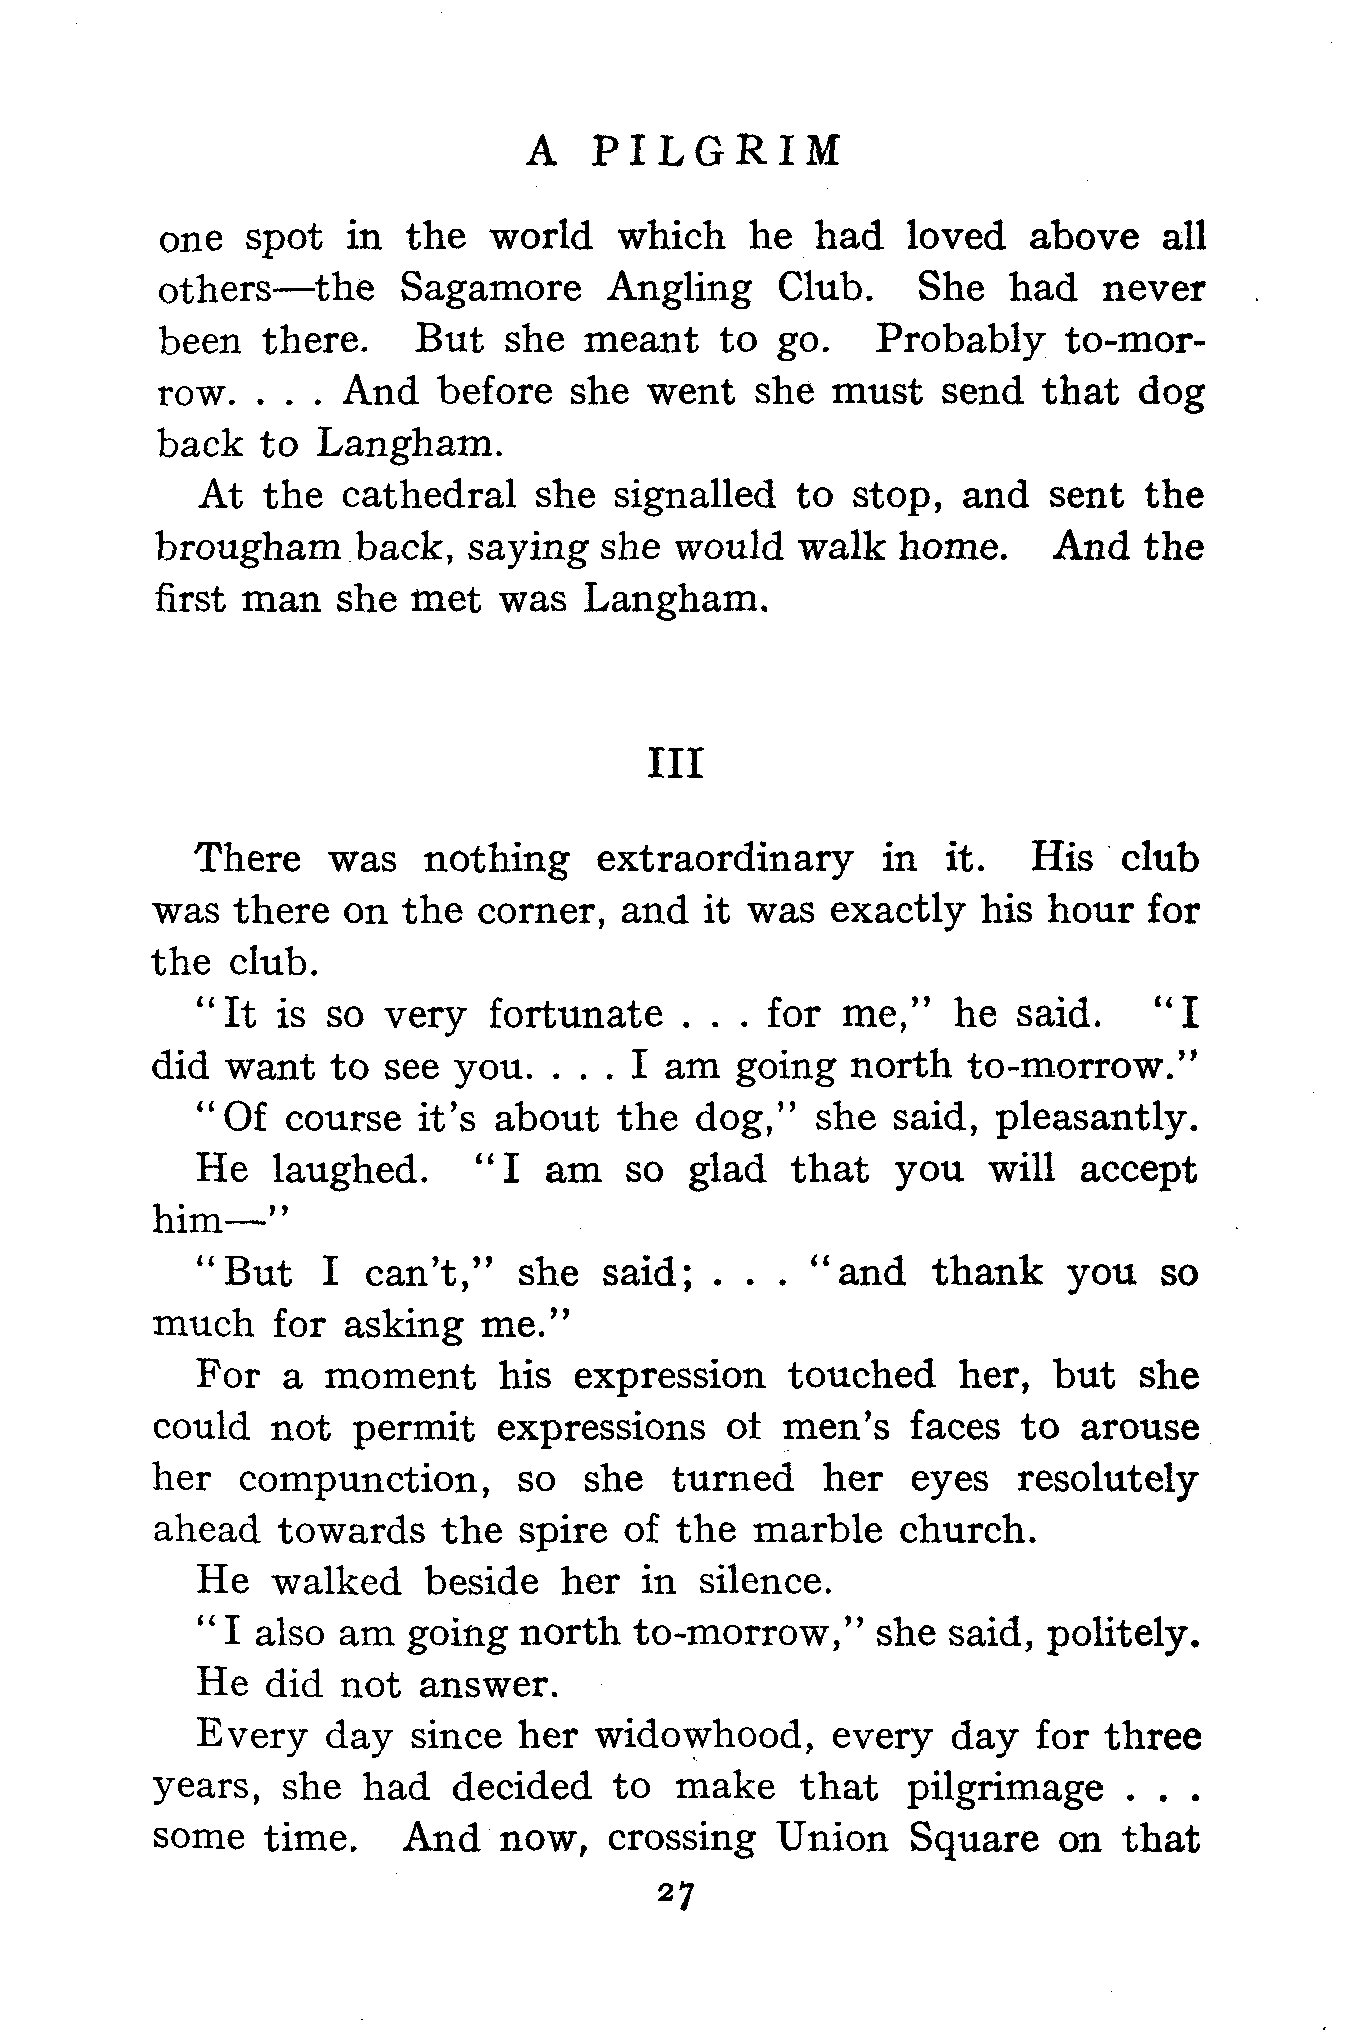 A PILGRIM
one spot in the world which he had loved above all
others—the Sagamore Angling Club. She had never
been there. But she meant to go. Probably to-mor-
row. . . . And before she went she must send that dog
back to Langham.
At the cathedral she signalled to stop, and sent the
brougham back, saying she would walk home. And the
first man she met was Langham.
III
There was nothing extraordinary in it. His club
was there on the corner, and it was exactly his hour for
the club.
"It is so very fortunate . . . for me," he said. "I
did want to see you. . . . I am going north to-morrow."
"Of course it's about the dog," she said, pleasantly.
He laughed. "I am so glad that you will accept
him—"
"But I can't," she said; . . . "and thank you so
much for asking me."
For a moment his expression touched her, but she
could not permit expressions of men's faces to arouse
her compunction, so she turned her eyes resolutely
ahead towards the spire of the marble church.
He walked beside her in silence.
"I also am going north to-morrow," she said, politely.
He did not answer.
Every day since her widowhood, every day for three
years, she had decided to make that pilgrimage . . .
some time. And now, crossing Union Square on that
27